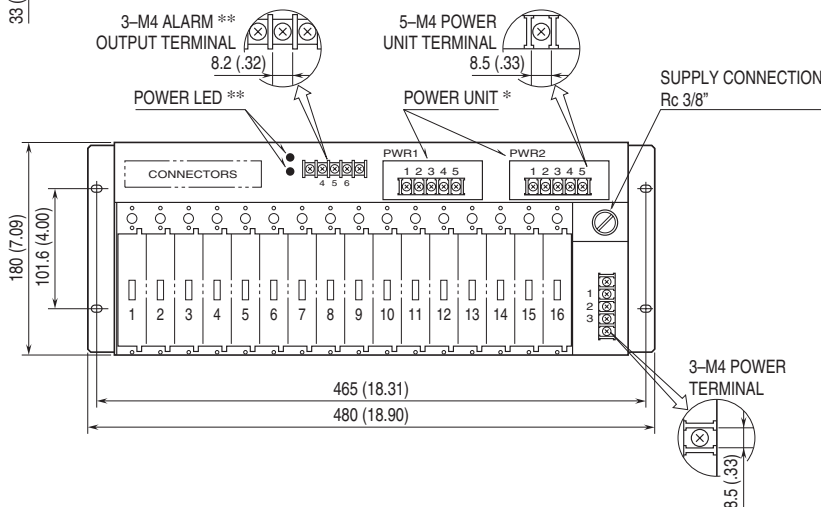 33 (
3–M4 ALARM **
OUTPUT TERMINAL
8.2 (.32)
5–M4 POWER
UNIT TERMINAL
8.5 (.33)
SUPPLY CONNECTION
Rc 3/8”
POWER LED **
POWER UNIT *
CONNECTORS
4 5 6
PWR1
1 2 3 4 5
PWR2
1 2 3 4 5
180 (7.09)
101.6 (4.00)
1 2 3 4 5 6 7 8 9 10 11 12 13 14 15 16
1
2
3
465 (18.31)
480 (18.90)
3–M4 POWER
TERMINAL
8.5 (.33)